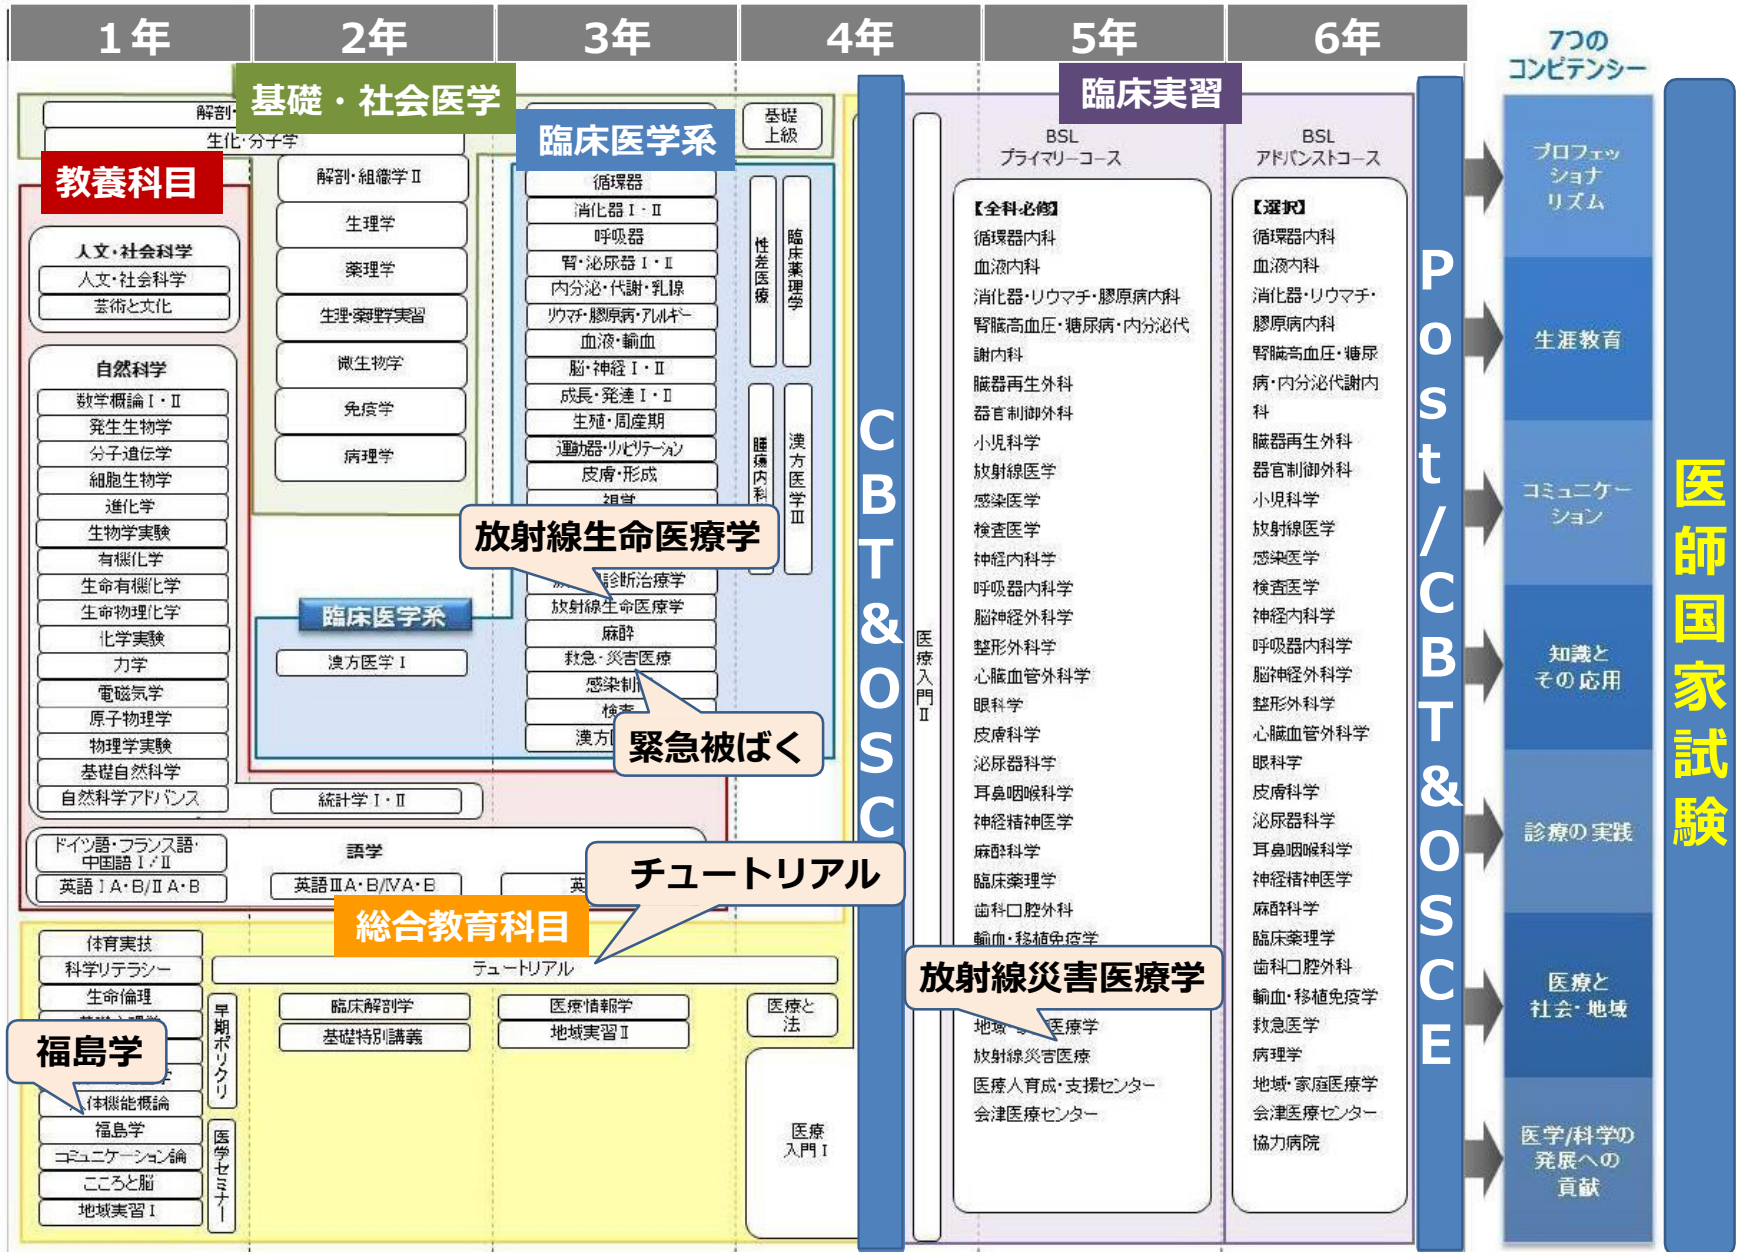 1年
2年
3年
4年
5年
6年
7つの
コンピテンシー
基礎・社会医学
解剖・
生化・分子学
基礎
上級
教養科目
人文・社会科学
人文・社会科学
芸術と文化
自然科学
数学概論Ⅰ・Ⅱ
発生生物学
分子遺伝学
細胞生物学
進化学
生物学実験
有機化学
生命有機化学
生命物理化学
化学実験
力学
電磁気学
原子物理学
物理学実験
基礎自然科学
自然科学アドバンス
統計学Ⅰ・Ⅱ
ドイツ語・フランス語・
中国語Ⅰ/Ⅱ
英語ⅠA・B/ⅡA・B
語学
英語ⅢA・B/ⅣA・B
英
解剖・組織学Ⅱ
生理学
薬理学
生理・薬理学実習
微生物学
免疫学
病理学
臨床医学系
漢方医学Ⅰ
臨床医学系
循環器
消化器Ⅰ・Ⅱ
呼吸器
腎・泌尿器Ⅰ・Ⅱ
内分泌・代謝・乳腺
リウマチ・膠原病・アレルギー
血液・輸血
脳・神経Ⅰ・Ⅱ
成長・発達Ⅰ・Ⅱ
生殖・周産期
運動器・リハビリテーション
皮膚・形成
視覚
放射線生命医療学
診断治療学
放射線生命医療学
麻酔
救急・災害医療
感染制
検査
漢方
緊急被ばく
性差医療
臨床薬理学
腫瘍内科
漢方医学Ⅲ
総合教育科目
チュートリアル
テュートリアル
体育実技
科学リテラシー
生命倫理
福島学
体機能概論
福島学
コミュニケーション論
こころと脳
地域実習Ⅰ
早期ポリクリ
医学セミナー
臨床解剖学
基礎特別講義
医療情報学
地域実習Ⅱ
医療と
法
医療
入門Ⅰ
CBT&OSC
医療入門Ⅱ
臨床実習
BSL
プライマリーコース
【全科必修】
循環器内科
血液内科
消化器・リウマチ・膠原病内科
腎臓高血圧・糖尿病・内分泌代
謝内科
臓器再生外科
器官制御外科
小児科学
放射線医学
感染医学
検査医学
神経内科学
呼吸器内科学
脳神経外科学
整形外科学
心臓血管外科学
眼科学
皮膚科学
泌尿器科学
耳鼻咽喉科学
神経精神医学
麻酔科学
臨床薬理学
歯科口腔外科
輸血・移植免疫学
放射線災害医療学
地域・家庭医療学
放射線災害医療
医療人育成・支援センター
会津医療センター
BSL
アドバンストコース
【選択】
循環器内科
血液内科
消化器・リウマチ・
膠原病内科
腎臓高血圧・糖尿
病・内分泌代謝内
科
臓器再生外科
器官制御外科
小児科学
放射線医学
感染医学
検査医学
神経内科学
呼吸器内科学
脳神経外科学
整形外科学
心臓血管外科学
眼科学
皮膚科学
泌尿器科学
耳鼻咽喉科学
神経精神医学
麻酔科学
臨床薬理学
歯科口腔外科
輸血・移植免疫学
救急医学
病理学
地域・家庭医療学
会津医療センター
協力病院
Post/CBT&OSCE
プロフェッ
ショナ
リズム
生涯教育
コミュニケー
ション
知識と
その応用
診療の実践
医療と
社会・地域
医学/科学の
発展への
貢献
医師国家試験